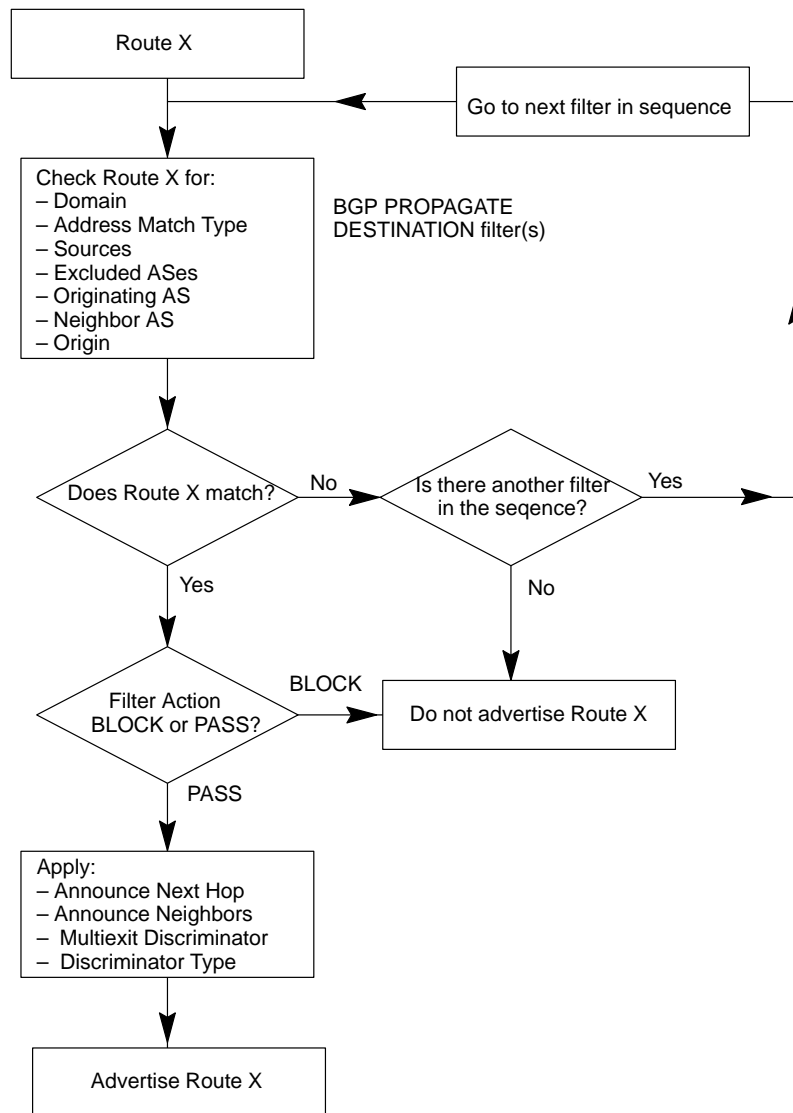 Route X
Go to next filter in sequence
Check Route X for:
– Domain
– Address Match Type
– Sources
– Excluded ASes
– Originating AS
– Neighbor AS
– Origin
BGP PROPAGATE
DESTINATION filter(s)
Does Route X match?
No
Is there another filter
in the seqence?
Yes
Yes
No
Filter Action
BLOCK or PASS?
BLOCK
Do not advertise Route X
PASS
Apply:
– Announce Next Hop
– Announce Neighbors
– Multiexit Discriminator
– Discriminator Type
Advertise Route X